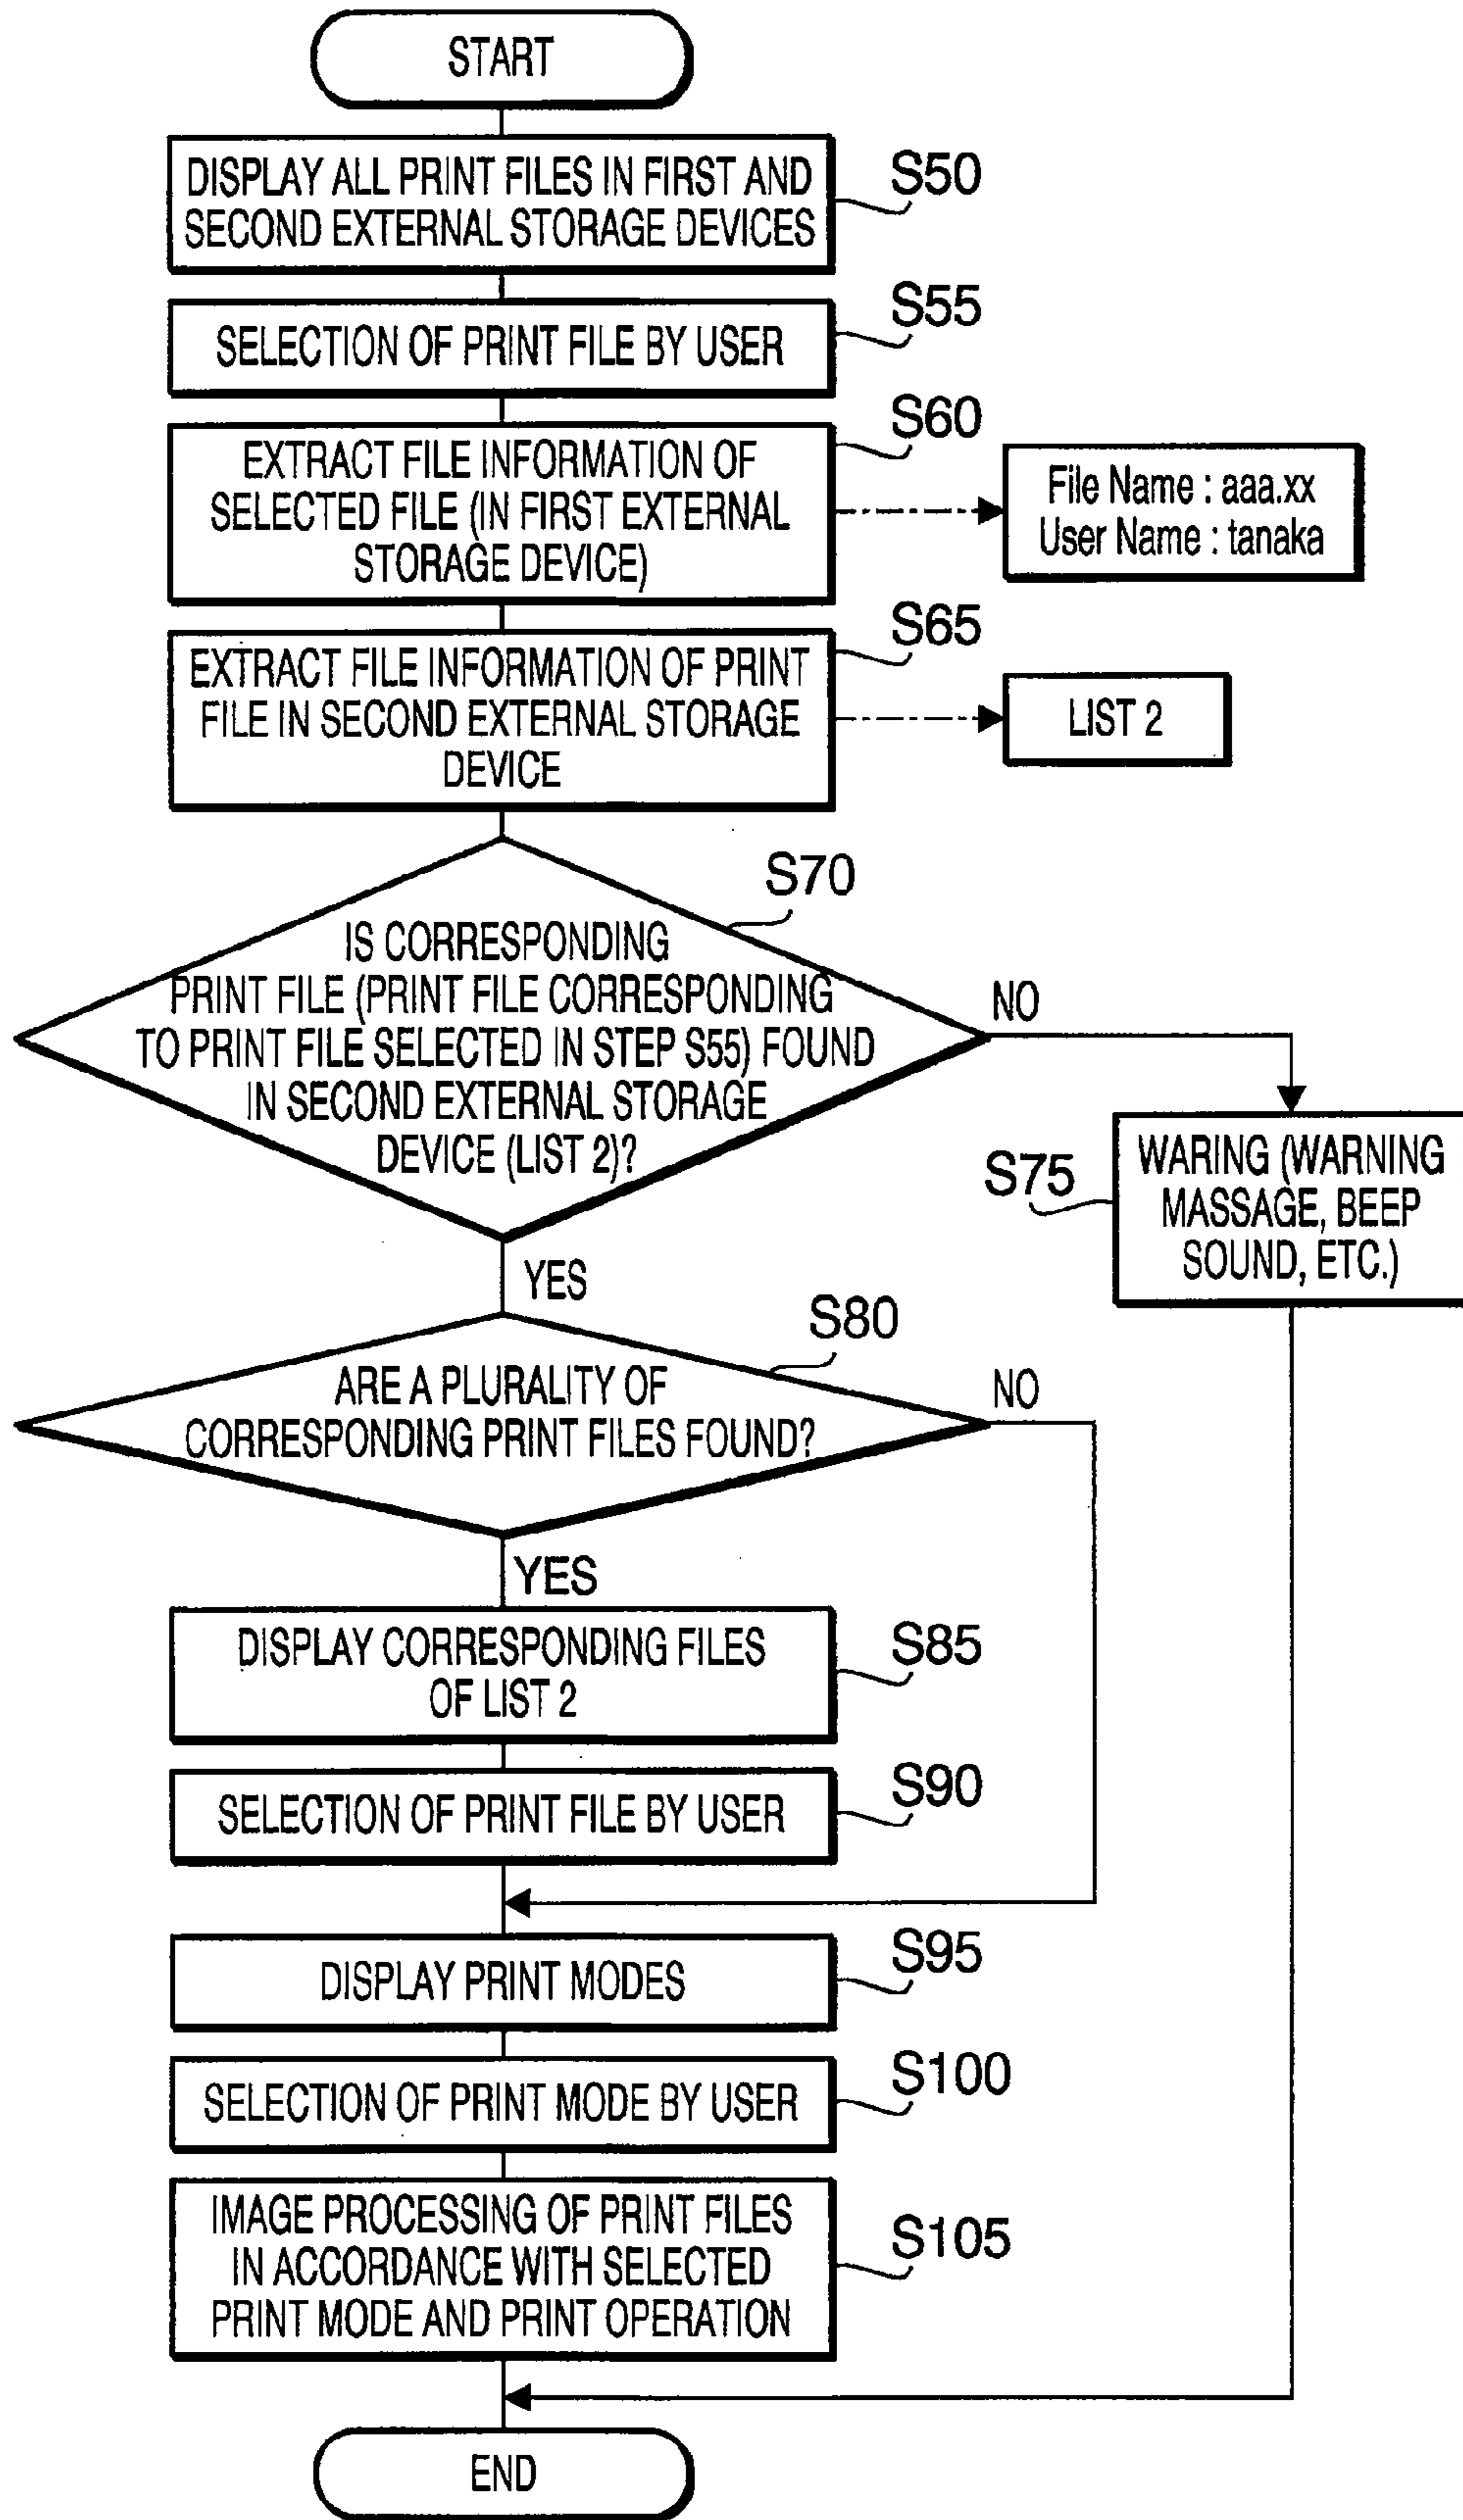 START
DISPLAY ALL PRINT FILES IN FIRST AND
SECOND EXTERNAL STORAGE DEVICES
S50
SELECTION OF PRINT FILE BY USER
S55
EXTRACT FILE INFORMATION OF
SELECTED FILE (IN FIRST EXTERNAL
STORAGE DEVICE)
S60
File Name : aaa.xx
User Name : tanaka
EXTRACT FILE INFORMATION OF PRINT
FILE IN SECOND EXTERNAL STORAGE
DEVICE
S65
LIST 2
S70
IS CORRESPONDING
PRINT FILE (PRINT FILE CORRESPONDING
TO PRINT FILE SELECTED IN STEP S55) FOUND
IN SECOND EXTERNAL STORAGE
DEVICE (LIST 2)?
NO
S75
WARING (WARNING
MASSAGE, BEEP
SOUND, ETC.)
YES
S80
ARE A PLURALITY OF
CORRESPONDING PRINT FILES FOUND?
NO
YES
DISPLAY CORRESPONDING FILES
OF LIST 2
S85
SELECTION OF PRINT FILE BY USER
S90
DISPLAY PRINT MODES
S95
SELECTION OF PRINT MODE BY USER
S100
IMAGE PROCESSING OF PRINT FILES
IN ACCORDANCE WITH SELECTED
PRINT MODE AND PRINT OPERATION
S105
END